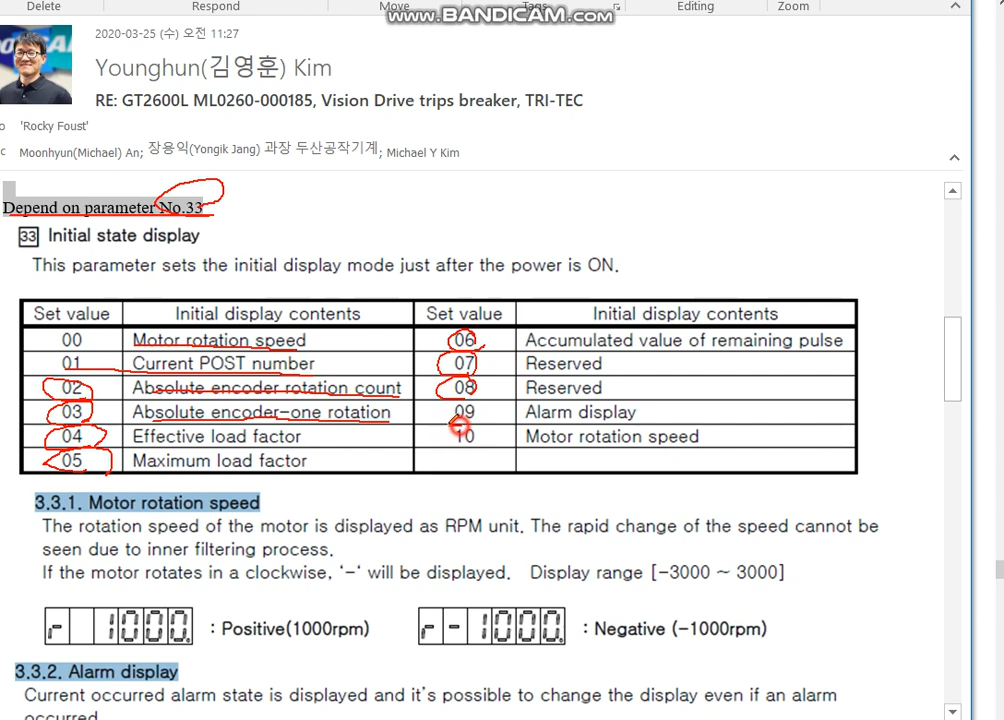 Delete Respond Move Tags Editing Zoom
www.BANDICAM.com
2020-03-25 (수) 오전 11:27
Younghun(김영훈) Kim
RE: GT2600L ML0260-000185, Vision Drive trips breaker, TRI-TEC
o 'Rocky Foust'
c Moonhyun(Michael) An; 장용익(Yongik Jang) 과장 두산공작기계; Michael Y Kim
Depend on parameter No.33
33 Initial state display
This parameter sets the initial display mode just after the power is ON.
Set value Initial display contents Set value Initial display contents
00 Motor rotation speed 06 Accumulated value of remaining pulse
01 Current POST number 07 Reserved
02 Absolute encoder rotation count 08 Reserved
03 Absolute encoder-one rotation 09 Alarm display
04 Effective load factor 10 Motor rotation speed
05 Maximum load factor
3.3.1. Motor rotation speed
The rotation speed of the motor is displayed as RPM unit. The rapid change of the speed cannot be
seen due to inner filtering process.
If the motor rotates in a clockwise, ‘-‘ will be displayed. Display range [-3000 ~ 3000]
r 1000. : Positive(1000rpm) r - 1000. : Negative (-1000rpm)
3.3.2. Alarm display
Current occurred alarm state is displayed and it's possible to change the display even if an alarm
occurred